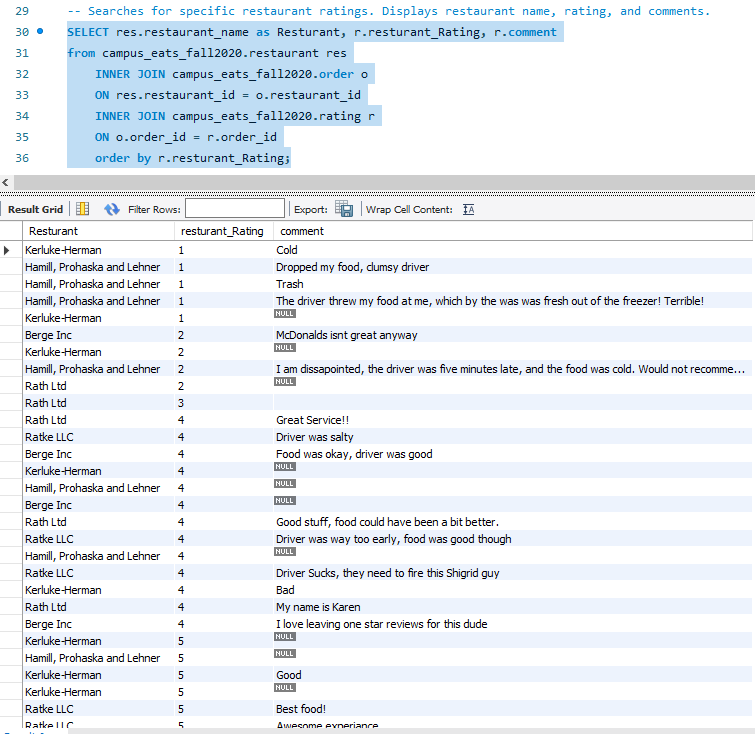 29 -- Searches for specific restaurant ratings. Displays restaurant name, rating, and comments.
30 SELECT res.restaurant_name as Resturant, r.resturant_Rating, r.comment
31 from campus_eats_fall2020.restaurant res
32 INNER JOIN campus_eats_fall2020.order o
33 ON res.restaurant_id = o.restaurant_id
34 INNER JOIN campus_eats_fall2020.rating r
35 ON o.order_id = r.order_id
36 order by r.resturant_Rating;
Result Grid Filter Rows: Export: Wrap Cell Content: IA
Resturant resturant_Rating comment
Kerluke-Herman 1 Cold
Hamill, Prohaska and Lehner 1 Dropped my food, clumsy driver
Hamill, Prohaska and Lehner 1 Trash
Hamill, Prohaska and Lehner 1 The driver threw my food at me, which by the was was fresh out of the freezer! Terrible!
Kerluke-Herman 1 NULL
Berge Inc 2 McDonalds isnt great anyway
Kerluke-Herman 2 NULL
Hamill, Prohaska and Lehner 2 I am dissapointed, the driver was five minutes late, and the food was cold. Would not recomme...
Rath Ltd 2 NULL
Rath Ltd 3
Rath Ltd 4 Great Service!!
Ratke LLC 4 Driver was salty
Berge Inc 4 Food was okay, driver was good
Kerluke-Herman 4 NULL
Hamill, Prohaska and Lehner 4 NULL
Berge Inc 4 NULL
Rath Ltd 4 Good stuff, food could have been a bit better.
Ratke LLC 4 Driver was way too early, food was good though
Hamill, Prohaska and Lehner 4 NULL
Ratke LLC 4 Driver Sucks, they need to fire this Shigrid guy
Kerluke-Herman 4 Bad
Rath Ltd 4 My name is Karen
Berge Inc 4 I love leaving one star reviews for this dude
Kerluke-Herman 5 NULL
Hamill, Prohaska and Lehner 5 NULL
Kerluke-Herman 5 Good
Kerluke-Herman 5 NULL
Ratke LLC 5 Best food!
Ratke LLC 5 Awesome experiance